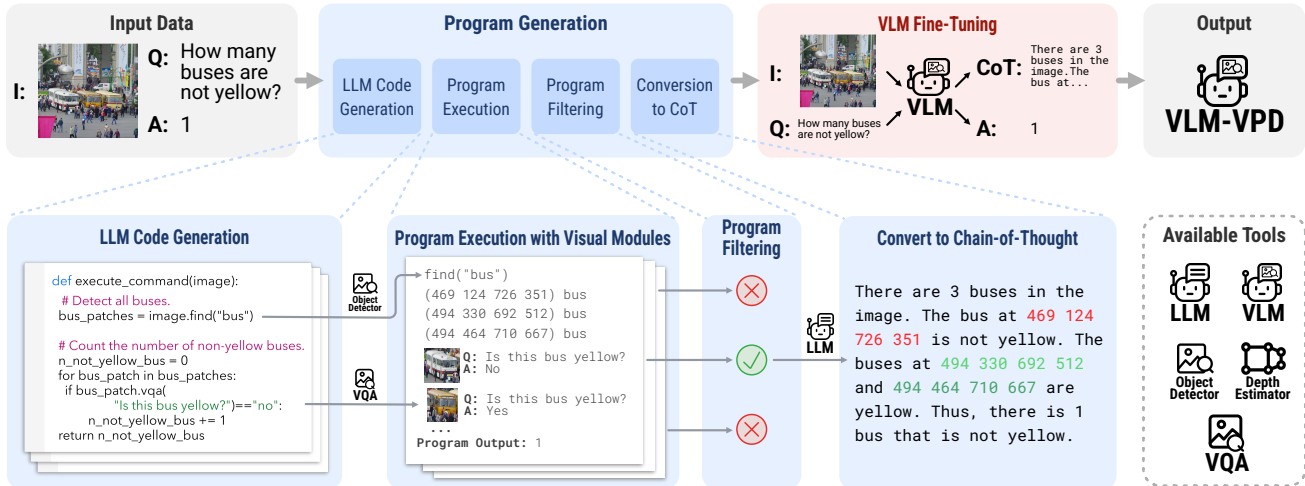 Input Data
I:
Q: How many
buses are
not yellow?
A: 1
Program Generation
LLM Code
Generation
Program
Execution
Program
Filtering
Conversion
to CoT
VLM Fine-Tuning
I:
Q: How many buses
are not yellow?
VLM
CoT: There are 3
buses in the
image.The
bus at...
A: 1
Output
VLM-VPD
LLM Code Generation
def execute_command(image):
# Detect all buses.
bus_patches = image.find("bus")
# Count the number of non-yellow buses.
n_not_yellow_bus = 0
for bus_patch in bus_patches:
if bus_patch.vqa(
"Is this bus yellow?")=="no":
n_not_yellow_bus += 1
return n_not_yellow_bus
Object
Detector
VQA
Program Execution with Visual Modules
find("bus")
(469 124 726 351) bus
(494 330 692 512) bus
(494 464 710 667) bus
Q: Is this bus yellow?
A: No
Q: Is this bus yellow?
A: Yes
...
Program Output: 1
Program
Filtering
LLM
Convert to Chain-of-Thought
There are 3 buses in the
image. The bus at 469 124
726 351 is not yellow. The
buses at 494 330 692 512
and 494 464 710 667 are
yellow. Thus, there is 1
bus that is not yellow.
Available Tools
LLM
VLM
Object
Detector
Depth
Estimator
VQA